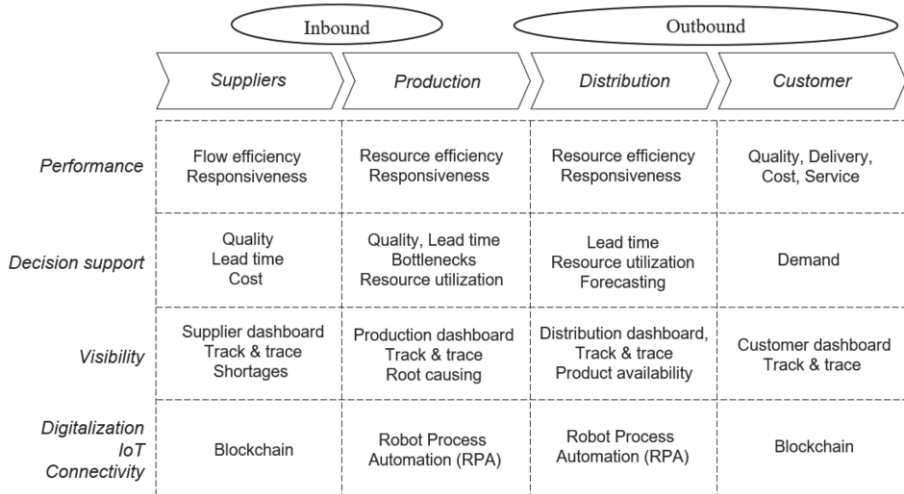 Inbound
Outbound
Suppliers
Production
Distribution
Customer
Performance
Flow efficiency
Responsiveness
Resource efficiency
Responsiveness
Resource efficiency
Responsiveness
Quality, Delivery,
Cost, Service
Decision support
Quality
Lead time
Cost
Quality, Lead time
Bottlenecks
Resource utilization
Lead time
Resource utilization
Forecasting
Demand
Visibility
Supplier dashboard
Track & trace
Shortages
Production dashboard
Track & trace
Root causing
Distribution dashboard,
Track & trace
Product availability
Customer dashboard
Track & trace
Digitalization
IoT
Connectivity
Blockchain
Robot Process
Automation (RPA)
Robot Process
Automation (RPA)
Blockchain